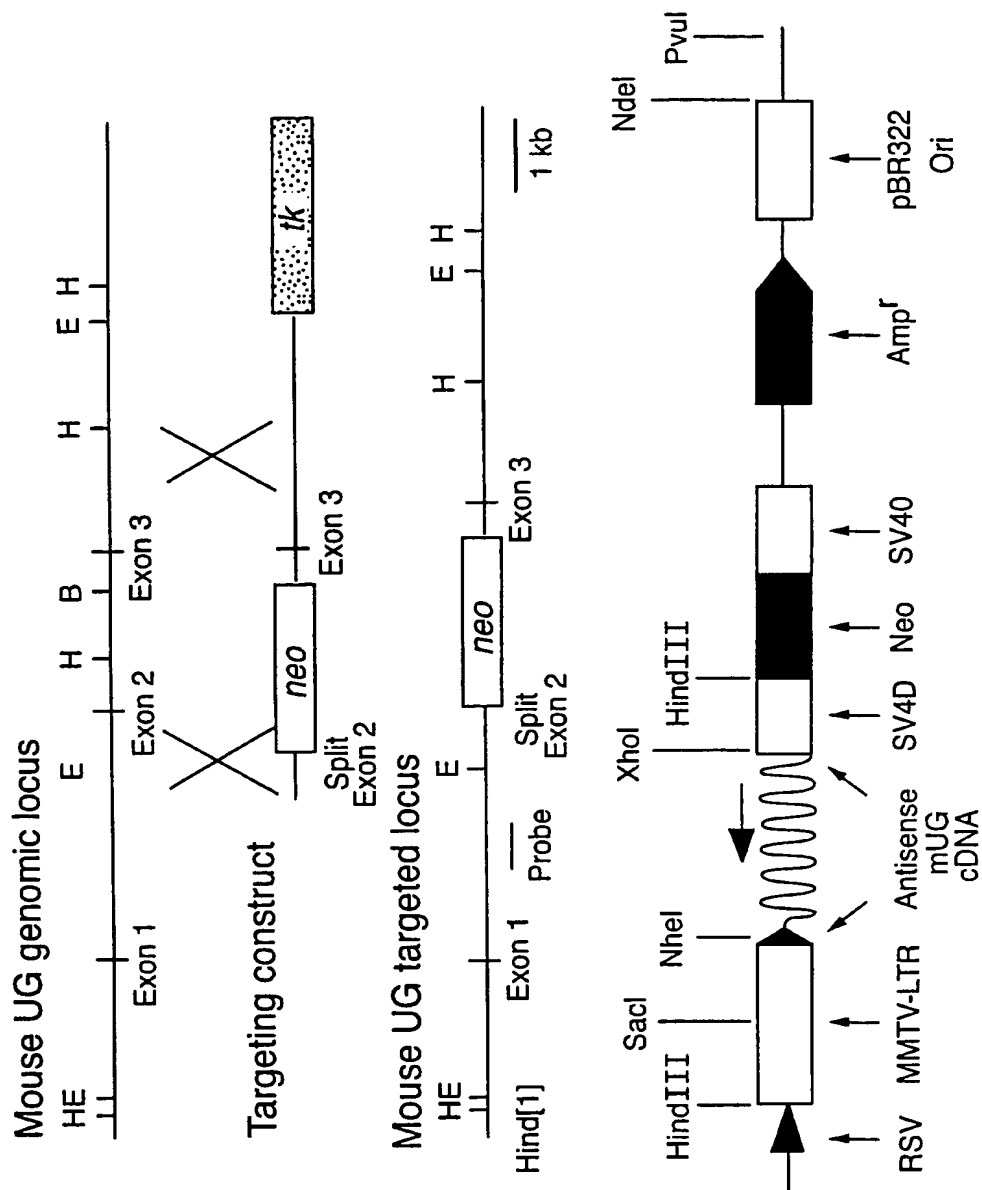 Mouse UG genomic locus
HE E H B H E H
Exon 1 Exon 2 Exon 3
Targeting construct
neo tk
Split
Exon 2
Exon 3
Mouse UG targeted locus
HE E H E H
Hind[1] Exon 1 Probe Split
Exon 2
neo
Exon 3
1 kb
HindIII SacI NheI XhoI HindIII NdeI PvuI
RSV MMTV-LTR Antisense
mUG
cDNA
SV4D Neo SV40 Ampr pBR322
Ori